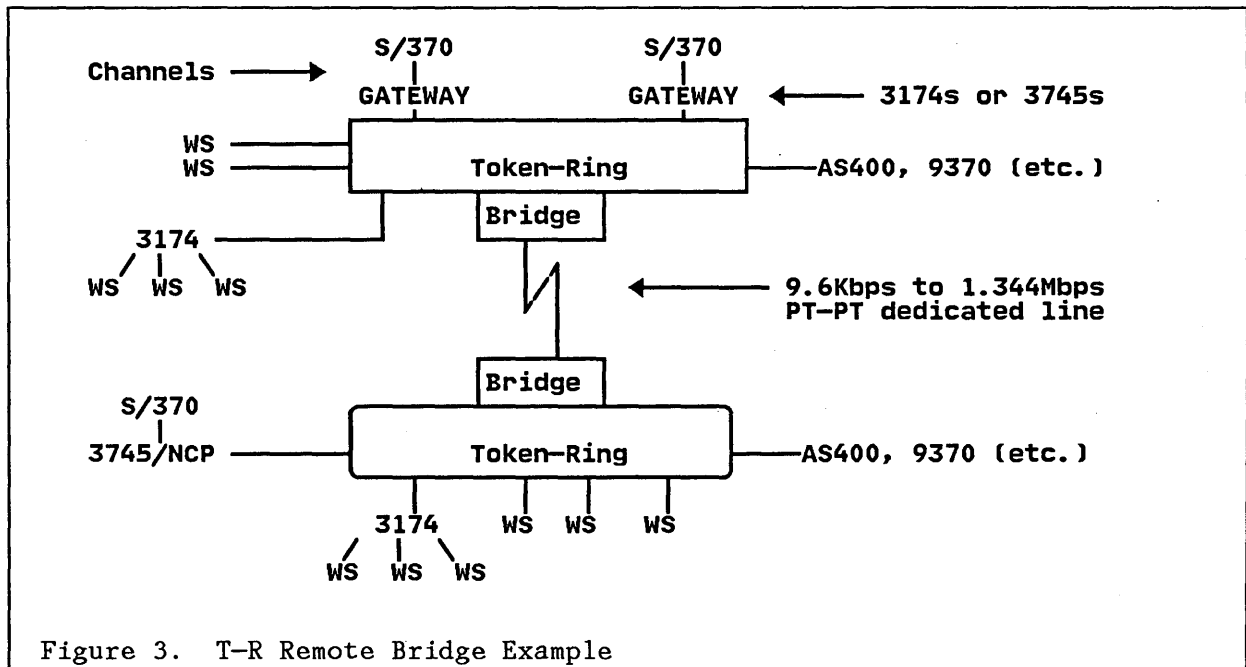 S/370 S/370
Channels
GATEWAY GATEWAY 3174s or 3745s
WS
WS Token-Ring AS400, 9370 (etc.)
Bridge
3174
WS WS WS
9.6Kbps to 1.344Mbps
PT-PT dedicated line
Bridge
S/370
3745/NCP Token-Ring AS400, 9370 (etc.)
3174 WS WS WS
WS WS WS
Figure 3. T-R Remote Bridge Example